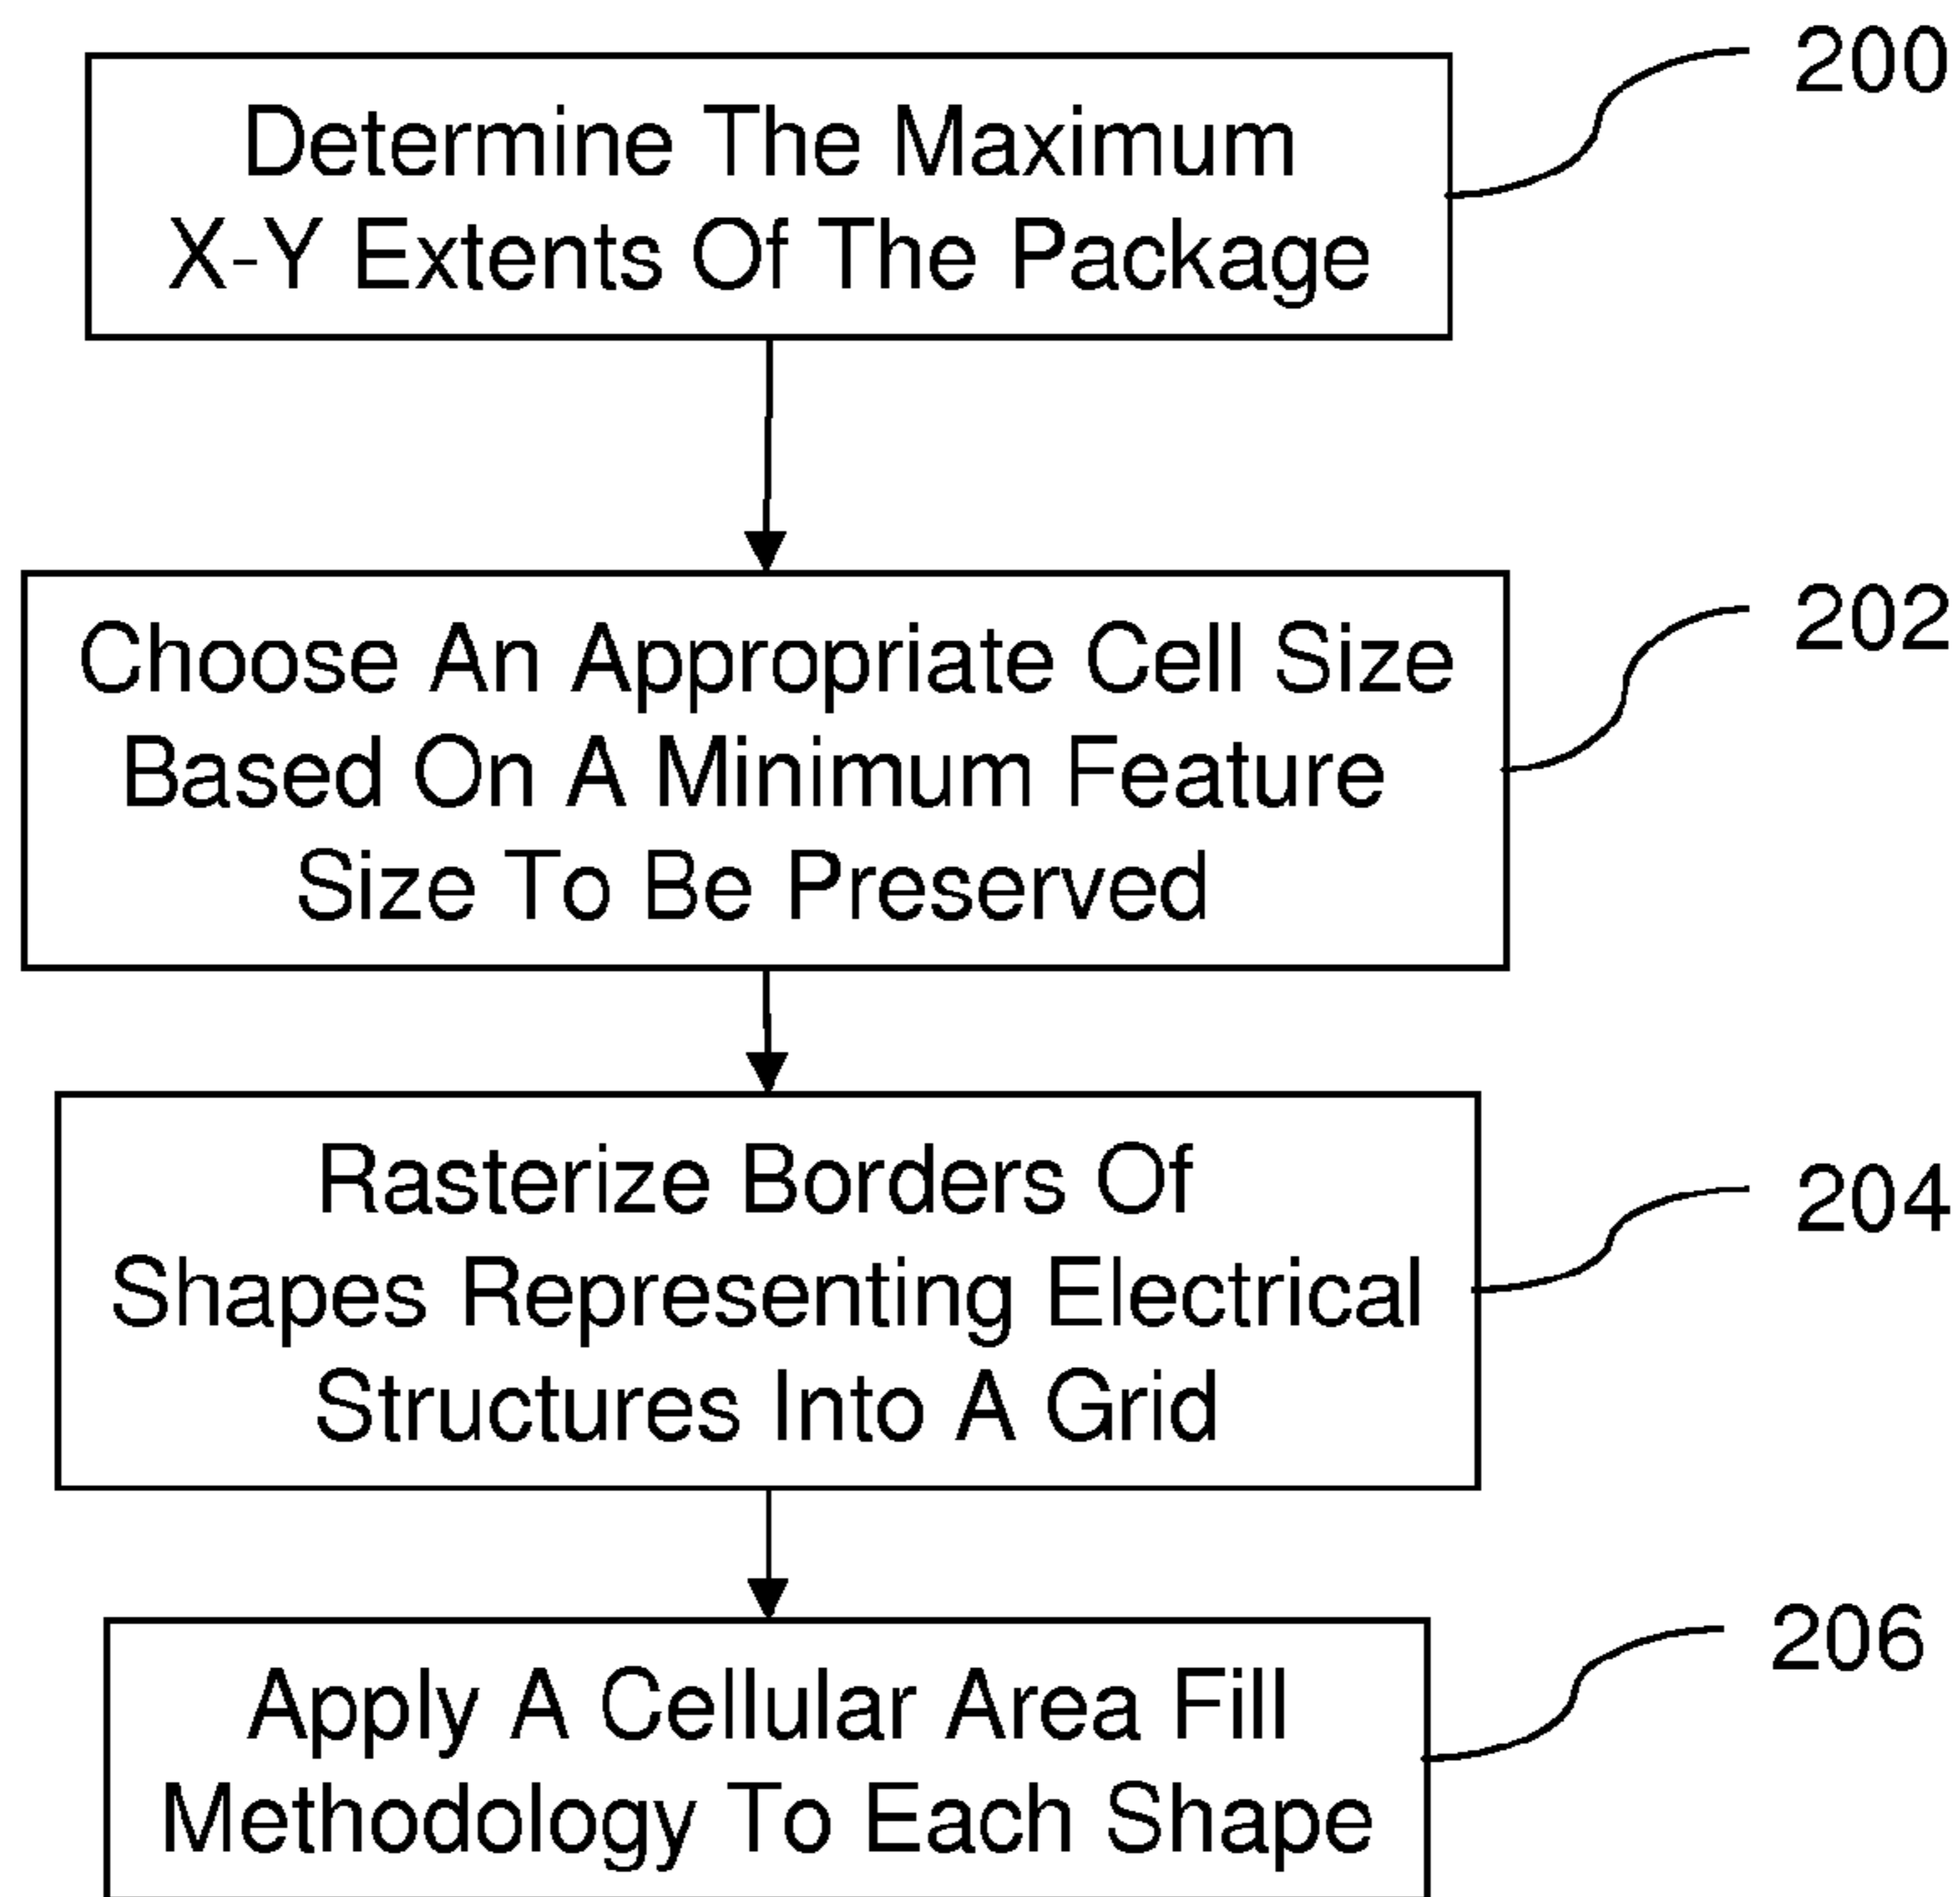 Determine The Maximum
X-Y Extents Of The Package
200
Choose An Appropriate Cell Size
Based On A Minimum Feature
Size To Be Preserved
202
Rasterize Borders Of
Shapes Representing Electrical
Structures Into A Grid
204
Apply A Cellular Area Fill
Methodology To Each Shape
206